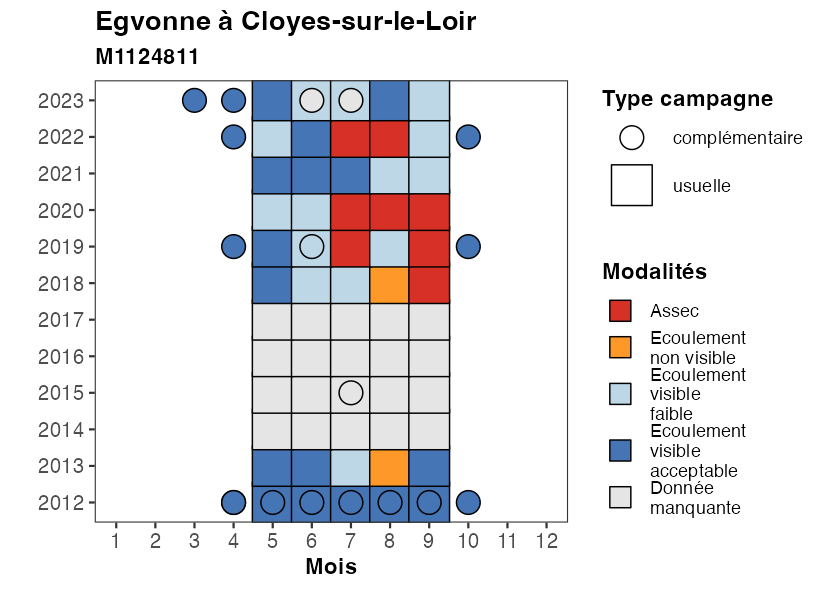 Egvonne à Cloyes-sur-le-Loir
M1124811
2023
2022
2021
2020
2019
2018
2017
2016
2015
2014
2013
2012
1 2 3 4 5 6 7 8 9 10 11 12
Mois
Type campagne
complémentaire
usuelle
Modalités
Assec
Ecoulement
non visible
Ecoulement
visible
faible
Ecoulement
visible
acceptable
Donnée
manquante